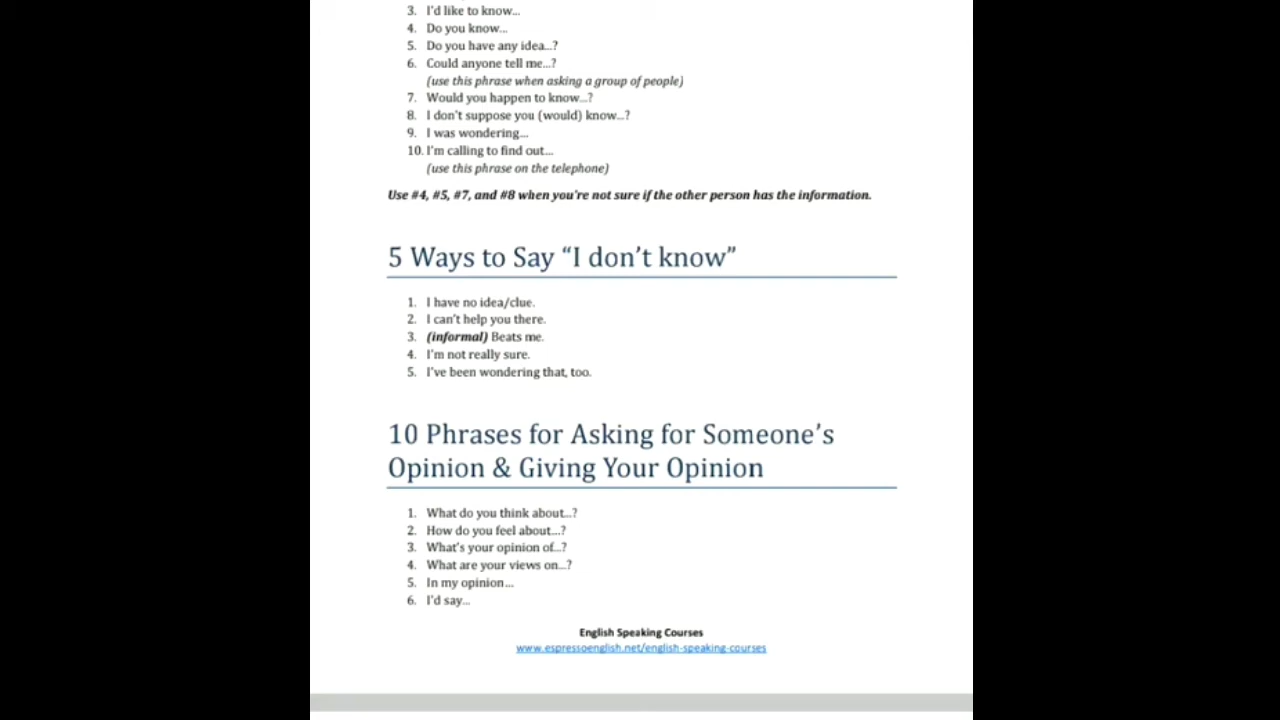 3. I'd like to know...
4. Do you know...
5. Do you have any idea...?
6. Could anyone tell me...?
(use this phrase when asking a group of people)
7. Would you happen to know...?
8. I don't suppose you (would) know...?
9. I was wondering...
10. I'm calling to find out...
(use this phrase on the telephone)
Use #4, #5, #7, and #8 when you're not sure if the other person has the information.
5 Ways to Say “I don’t know”
1. I have no idea/clue.
2. I can't help you there.
3. (informal) Beats me.
4. I'm not really sure.
5. I've been wondering that, too.
10 Phrases for Asking for Someone’s
Opinion & Giving Your Opinion
1. What do you think about...?
2. How do you feel about...?
3. What's your opinion of...?
4. What are your views on...?
5. In my opinion...
6. I'd say...
English Speaking Courses
www.espressoenglish.net/english-speaking-courses